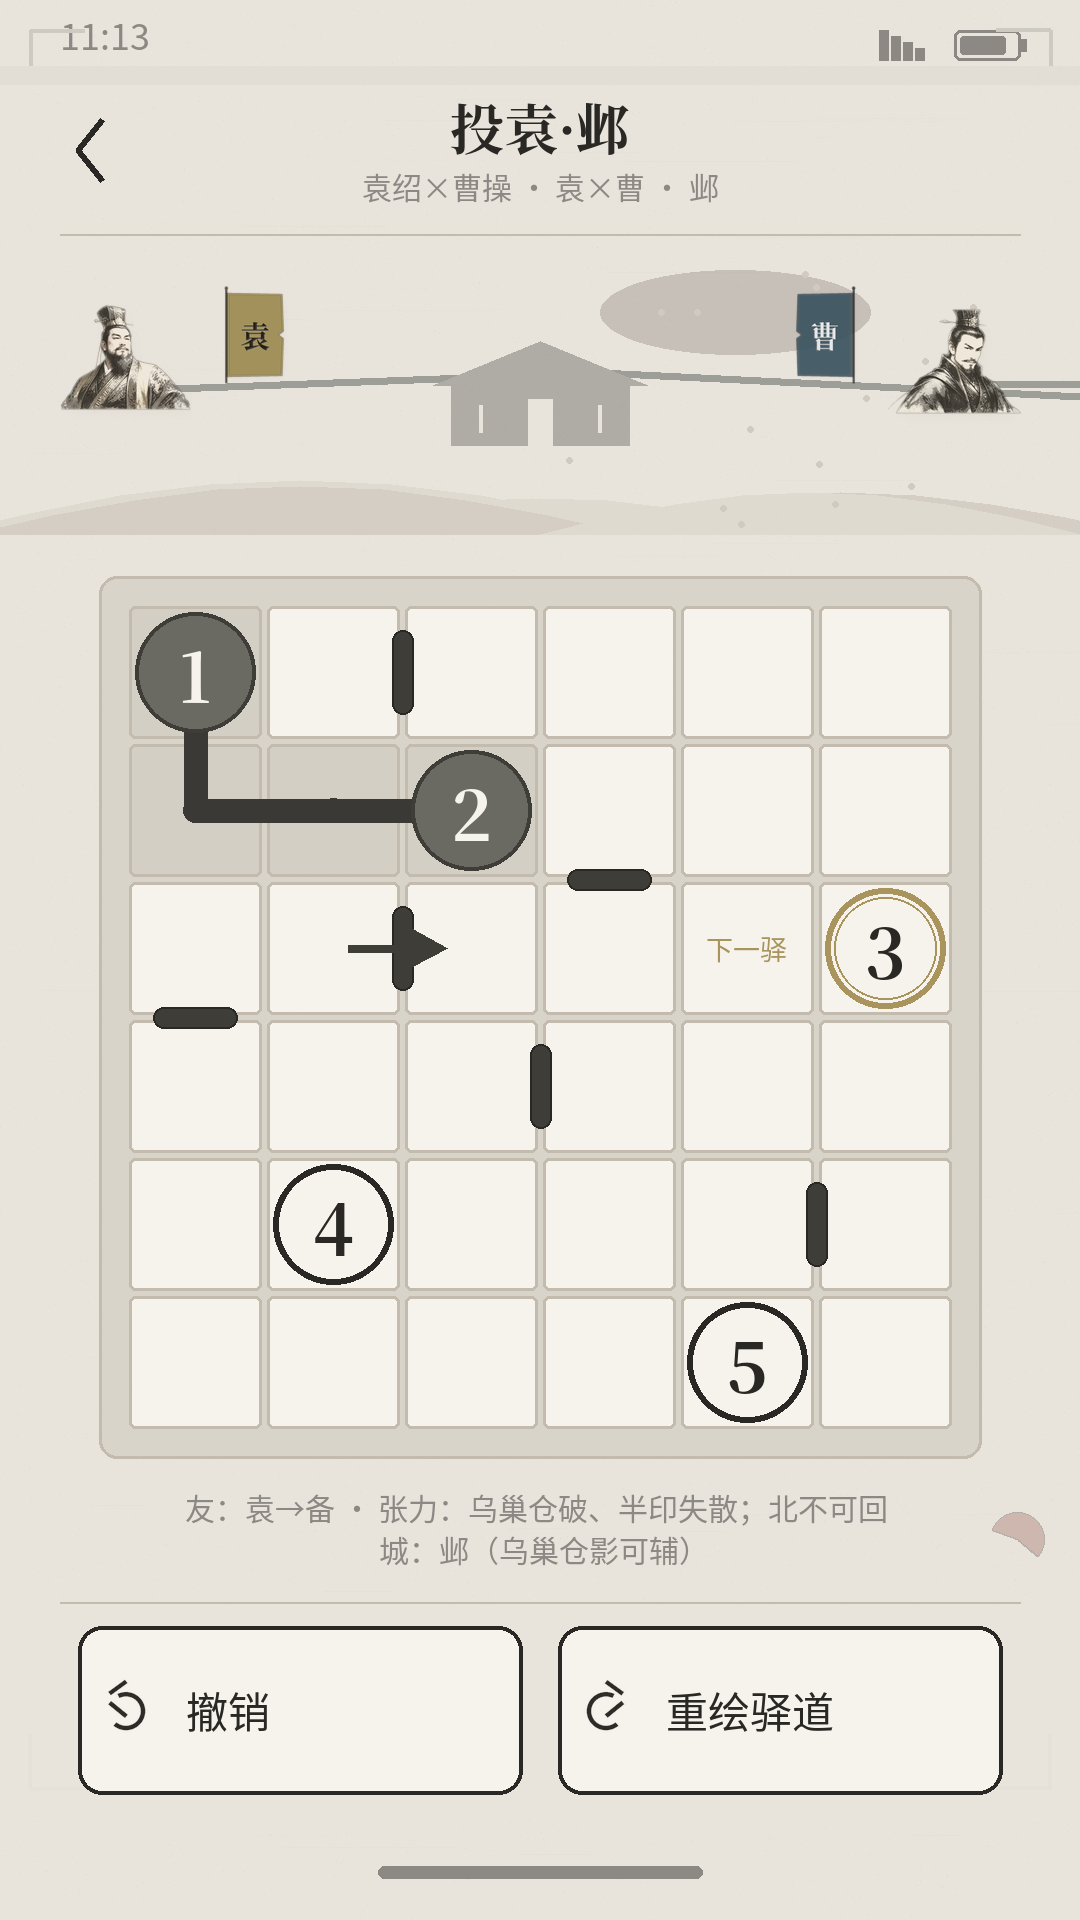 11:13
投袁·邺
袁绍×曹操 · 袁×曹 · 邺
袁
曹
1
2
下一驿
3
4
5
友：袁→备 · 张力：乌巢仓破、半印失散；北不可回
城：邺（乌巢仓影可辅）
撤销
重绘驿道